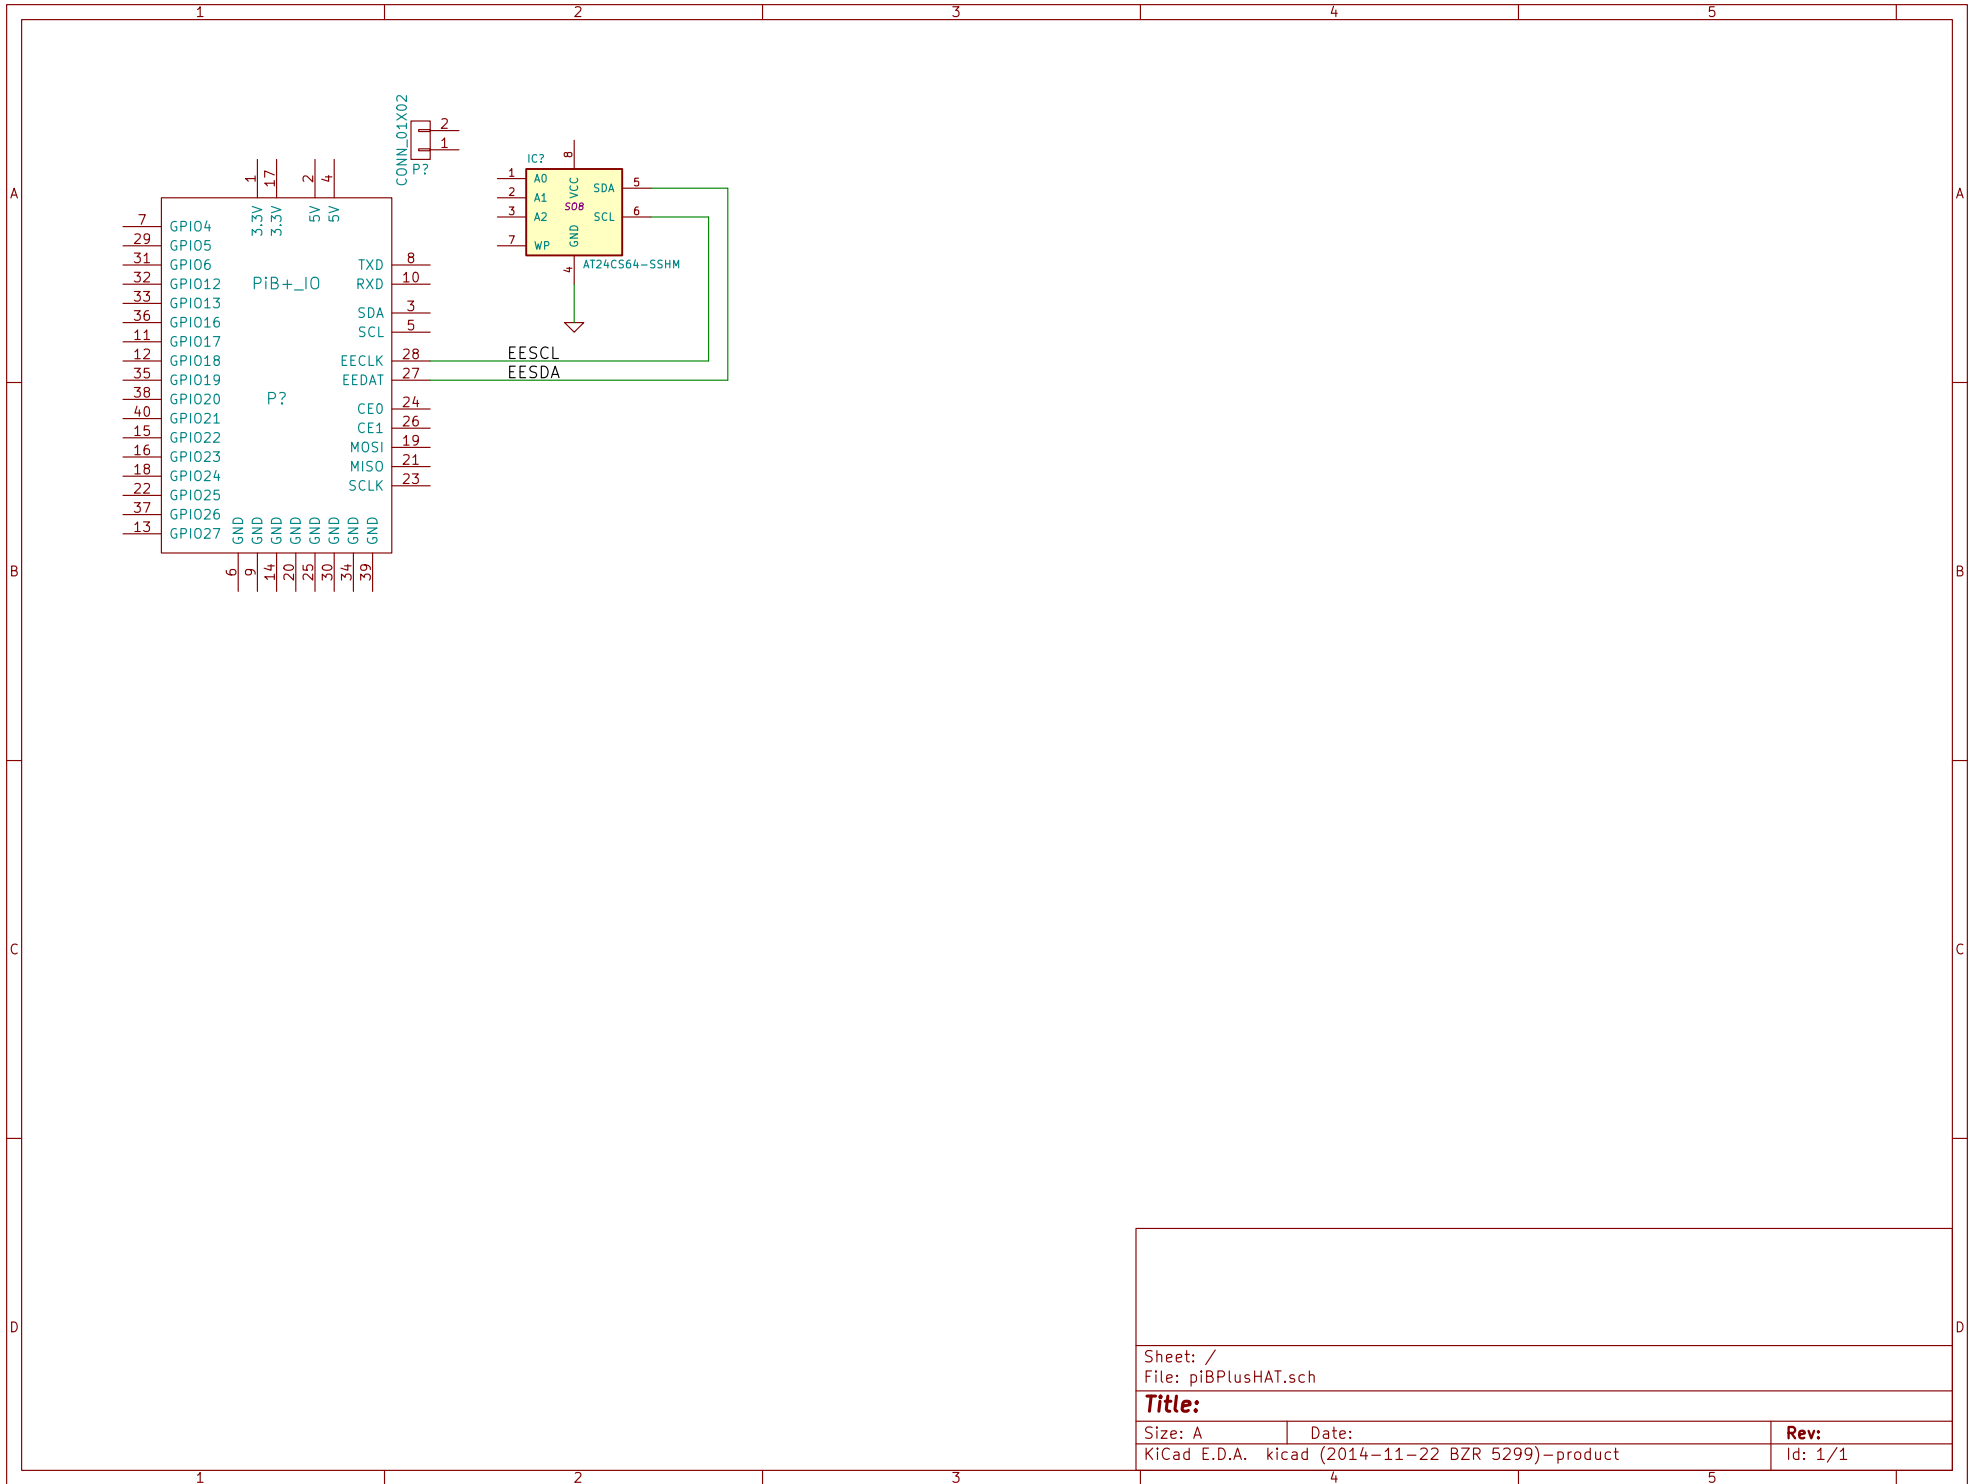 1 2 3 4 5
A A
B B
C C
D D
1 2 3 4 5
CONN_01X02
2
1
P?
1 17 2 4
3.3V 3.3V 5V 5V
7 GPIO4
29 GPIO5
31 GPIO6
32 GPIO12
33 GPIO13
36 GPIO16
11 GPIO17
12 GPIO18
35 GPIO19
38 GPIO20
40 GPIO21
15 GPIO22
16 GPIO23
18 GPIO24
22 GPIO25
37 GPIO26
13 GPIO27
PiB+_IO
P?
TXD 8
RXD 10
SDA 3
SCL 5
EECLK 28
EEDAT 27
CE0 24
CE1 26
MOSI 19
MISO 21
SCLK 23
GND GND GND GND GND GND GND GND
6 9 14 20 25 30 34 39
IC?
8
VCC
1 A0
2 A1
3 A2
7 WP
SO8
SDA 5
SCL 6
GND
4
AT24CS64-SSHM
EESCL
EESDA
Sheet: /
File: piBPlusHAT.sch
Title:
Size: A Date: Rev:
KiCad E.D.A. kicad (2014-11-22 BZR 5299)-product Id: 1/1